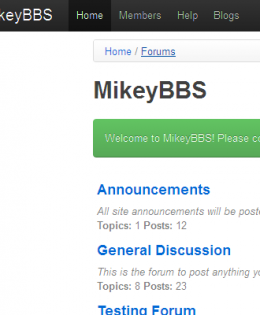 keyBBS Home Members Help Blogs
Home / Forums
MikeyBBS
Welcome to MikeyBBS! Please co
Announcements
All site announcements will be poste
Topics: 1 Posts: 12
General Discussion
This is the forum to post anything yo
Topics: 8 Posts: 23
Testing Forum